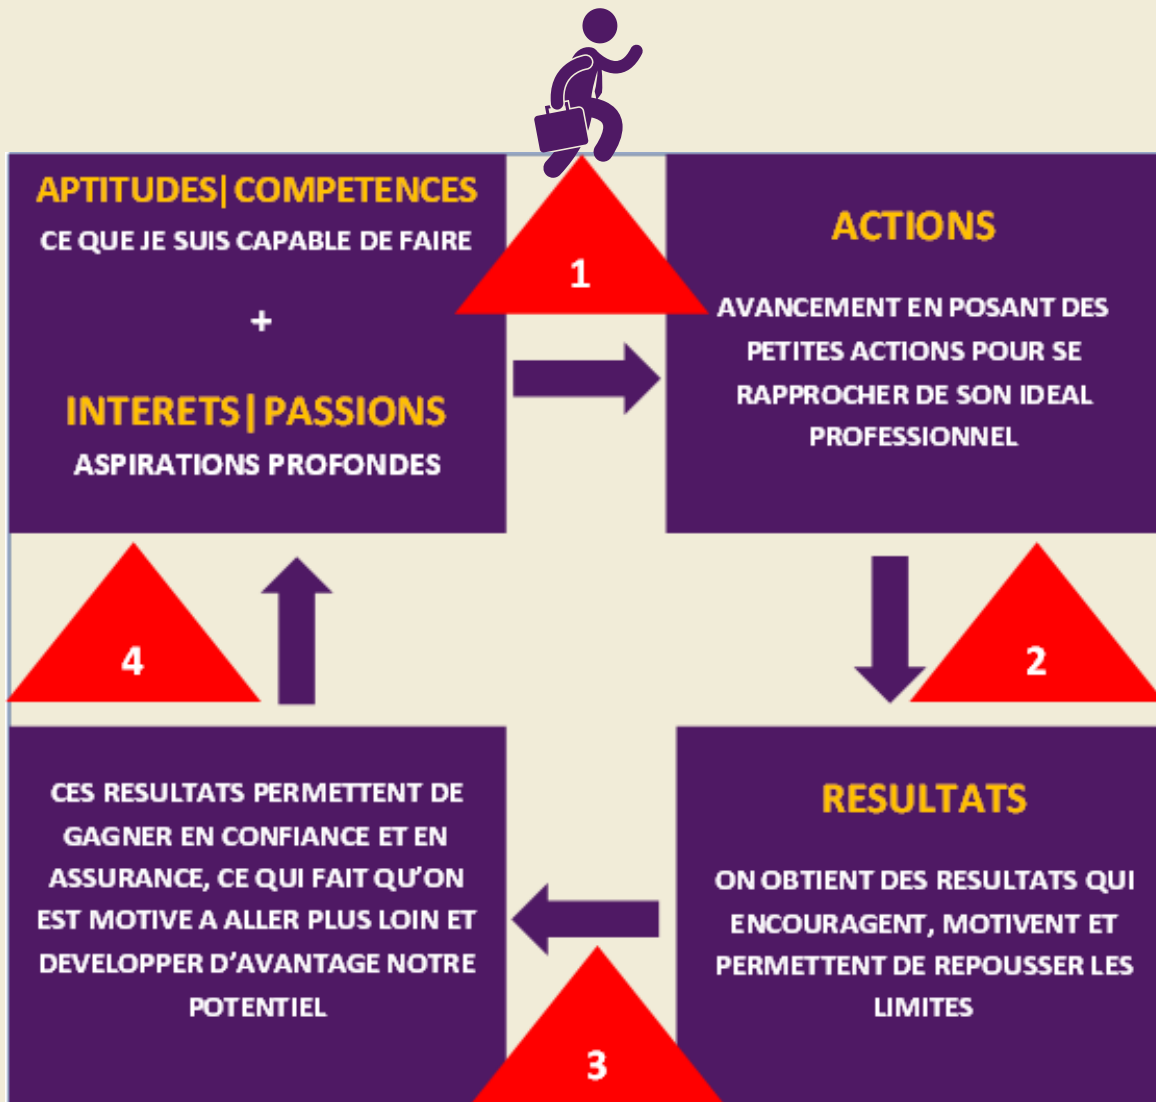 APTITUDES|COMPETENCES
CE QUE JE SUIS CAPABLE DE FAIRE
+
INTERETS|PASSIONS
ASPIRATIONS PROFONDES
1
ACTIONS
AVANCEMENT EN POSANT DES
PETITES ACTIONS POUR SE
RAPPROCHER DE SON IDEAL
PROFESSIONNEL
2
RESULTATS
ON OBTIENT DES RESULTATS QUI
ENCOURAGENT, MOTIVENT ET
PERMETTENT DE REPOUSSER LES
LIMITES
3
CES RESULTATS PERMETTENT DE
GAGNER EN CONFIANCE ET EN
ASSURANCE, CE QUI FAIT QU'ON
EST MOTIVE A ALLER PLUS LOIN ET
DEVELOPPER D'AVANTAGE NOTRE
POTENTIEL
4